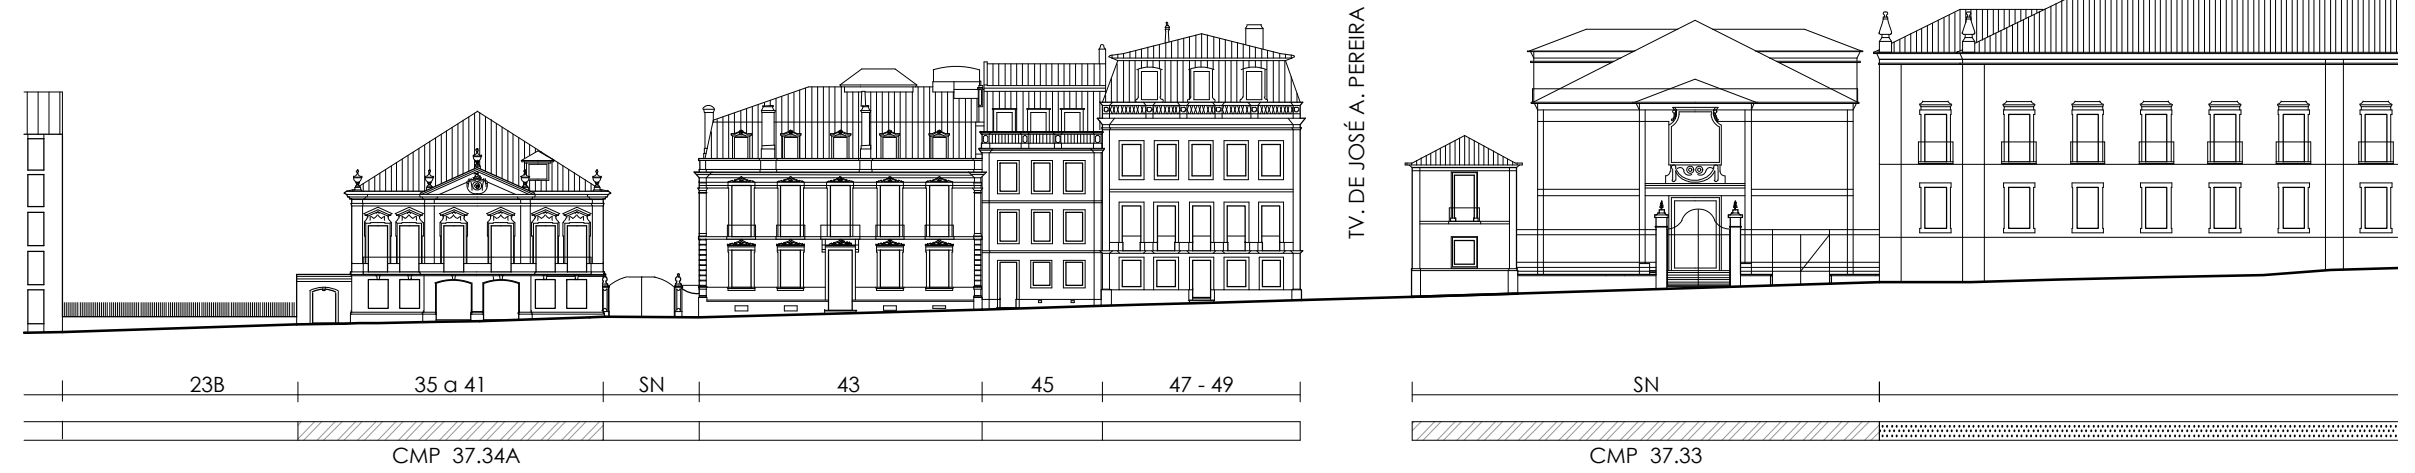 TV. DE JOSÉ A. PEREIRA
23B
35 a 41
SN
43
45
47 - 49
SN
CMP 37.34A
CMP 37.33